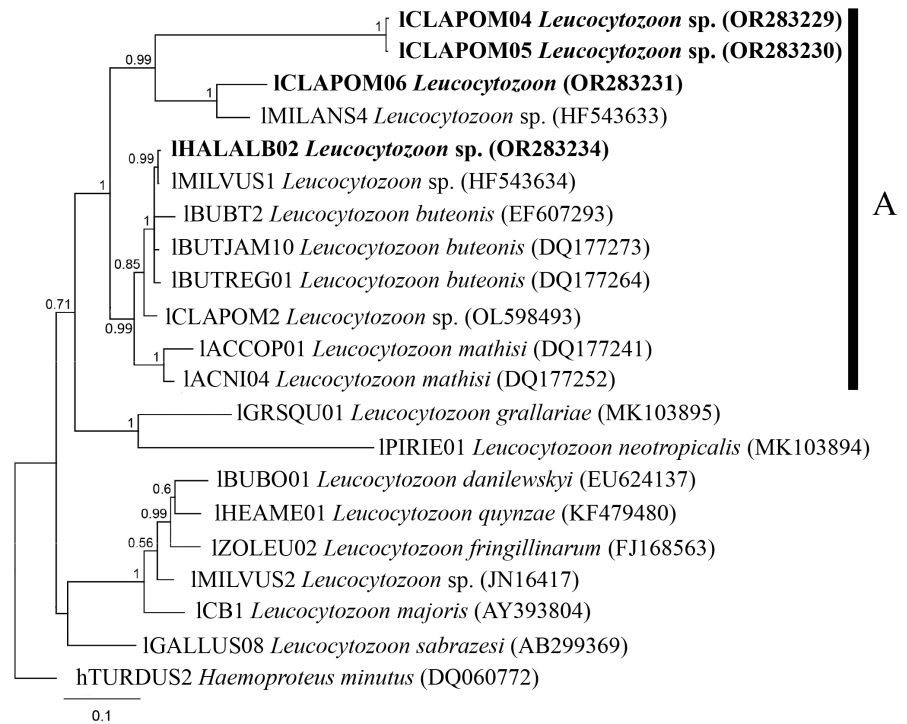 1 lCLAPOM04 Leucocytozoon sp. (OR283229)
lCLAPOM05 Leucocytozoon sp. (OR283230)
0.99
1 lCLAPOM06 Leucocytozoon (OR283231)
lMILANS4 Leucocytozoon sp. (HF543633)
0.99 lHALALB02 Leucocytozoon sp. (OR283234)
lMILVUS1 Leucocytozoon sp. (HF543634)
1 A
1 lBUBT2 Leucocytozoon buteonis (EF607293)
lBUTJAM10 Leucocytozoon buteonis (DQ177273)
0.85
lBUTREG01 Leucocytozoon buteonis (DQ177264)
0.71
lCLAPOM2 Leucocytozoon sp. (OL598493)
0.99
lACCOP01 Leucocytozoon mathisi (DQ177241)
1
lACNI04 Leucocytozoon mathisi (DQ177252)
lGRSQU01 Leucocytozoon grallariae (MK103895)
1
lPIRIE01 Leucocytozoon neotropicalis (MK103894)
lBUBO01 Leucocytozoon danilewskyi (EU624137)
0.6
lHEAME01 Leucocytozoon quynzae (KF479480)
0.99
0.56 lZOLEU02 Leucocytozoon fringillinarum (FJ168563)
1 lMILVUS2 Leucocytozoon sp. (JN16417)
lCB1 Leucocytozoon majoris (AY393804)
lGALLUS08 Leucocytozoon sabrazesi (AB299369)
hTURDUS2 Haemoproteus minutus (DQ060772)
0.1